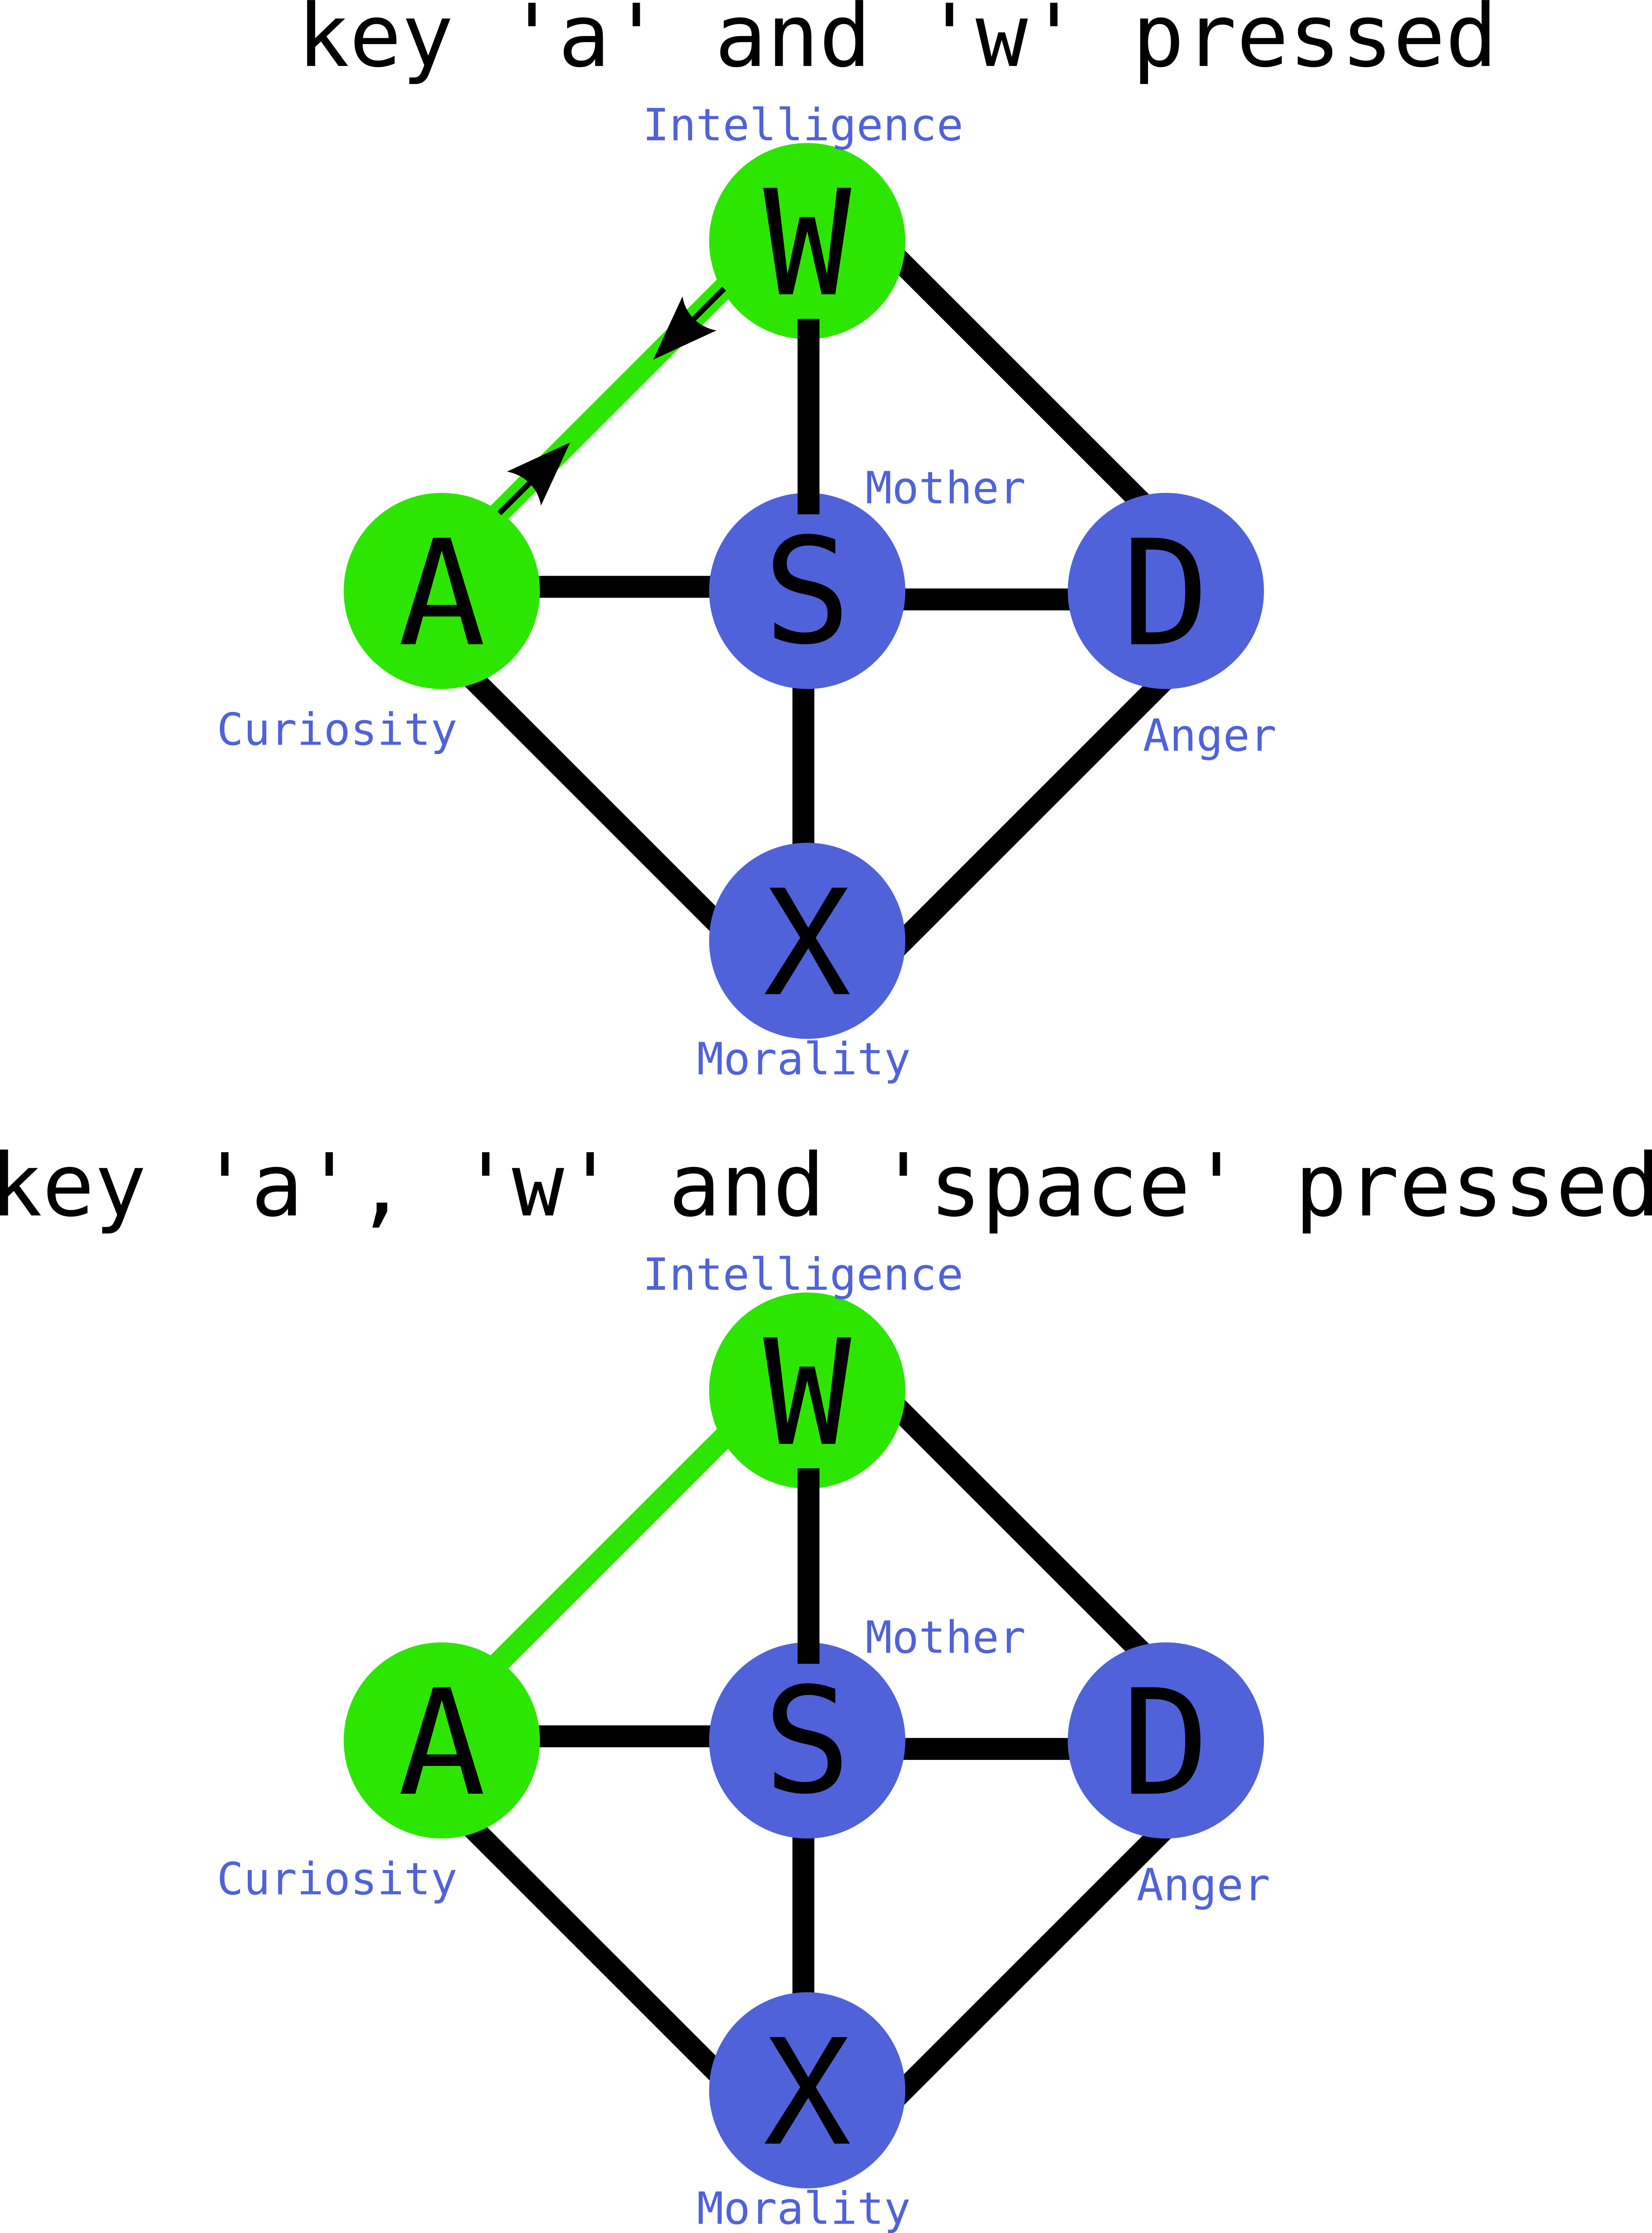 key 'a' and 'w' pressed
Intelligence
W
Mother
A
S
D
Curiosity
Anger
X
Morality
key 'a', 'w' and 'space' pressed
Intelligence
W
Mother
A
S
D
Curiosity
Anger
X
Morality